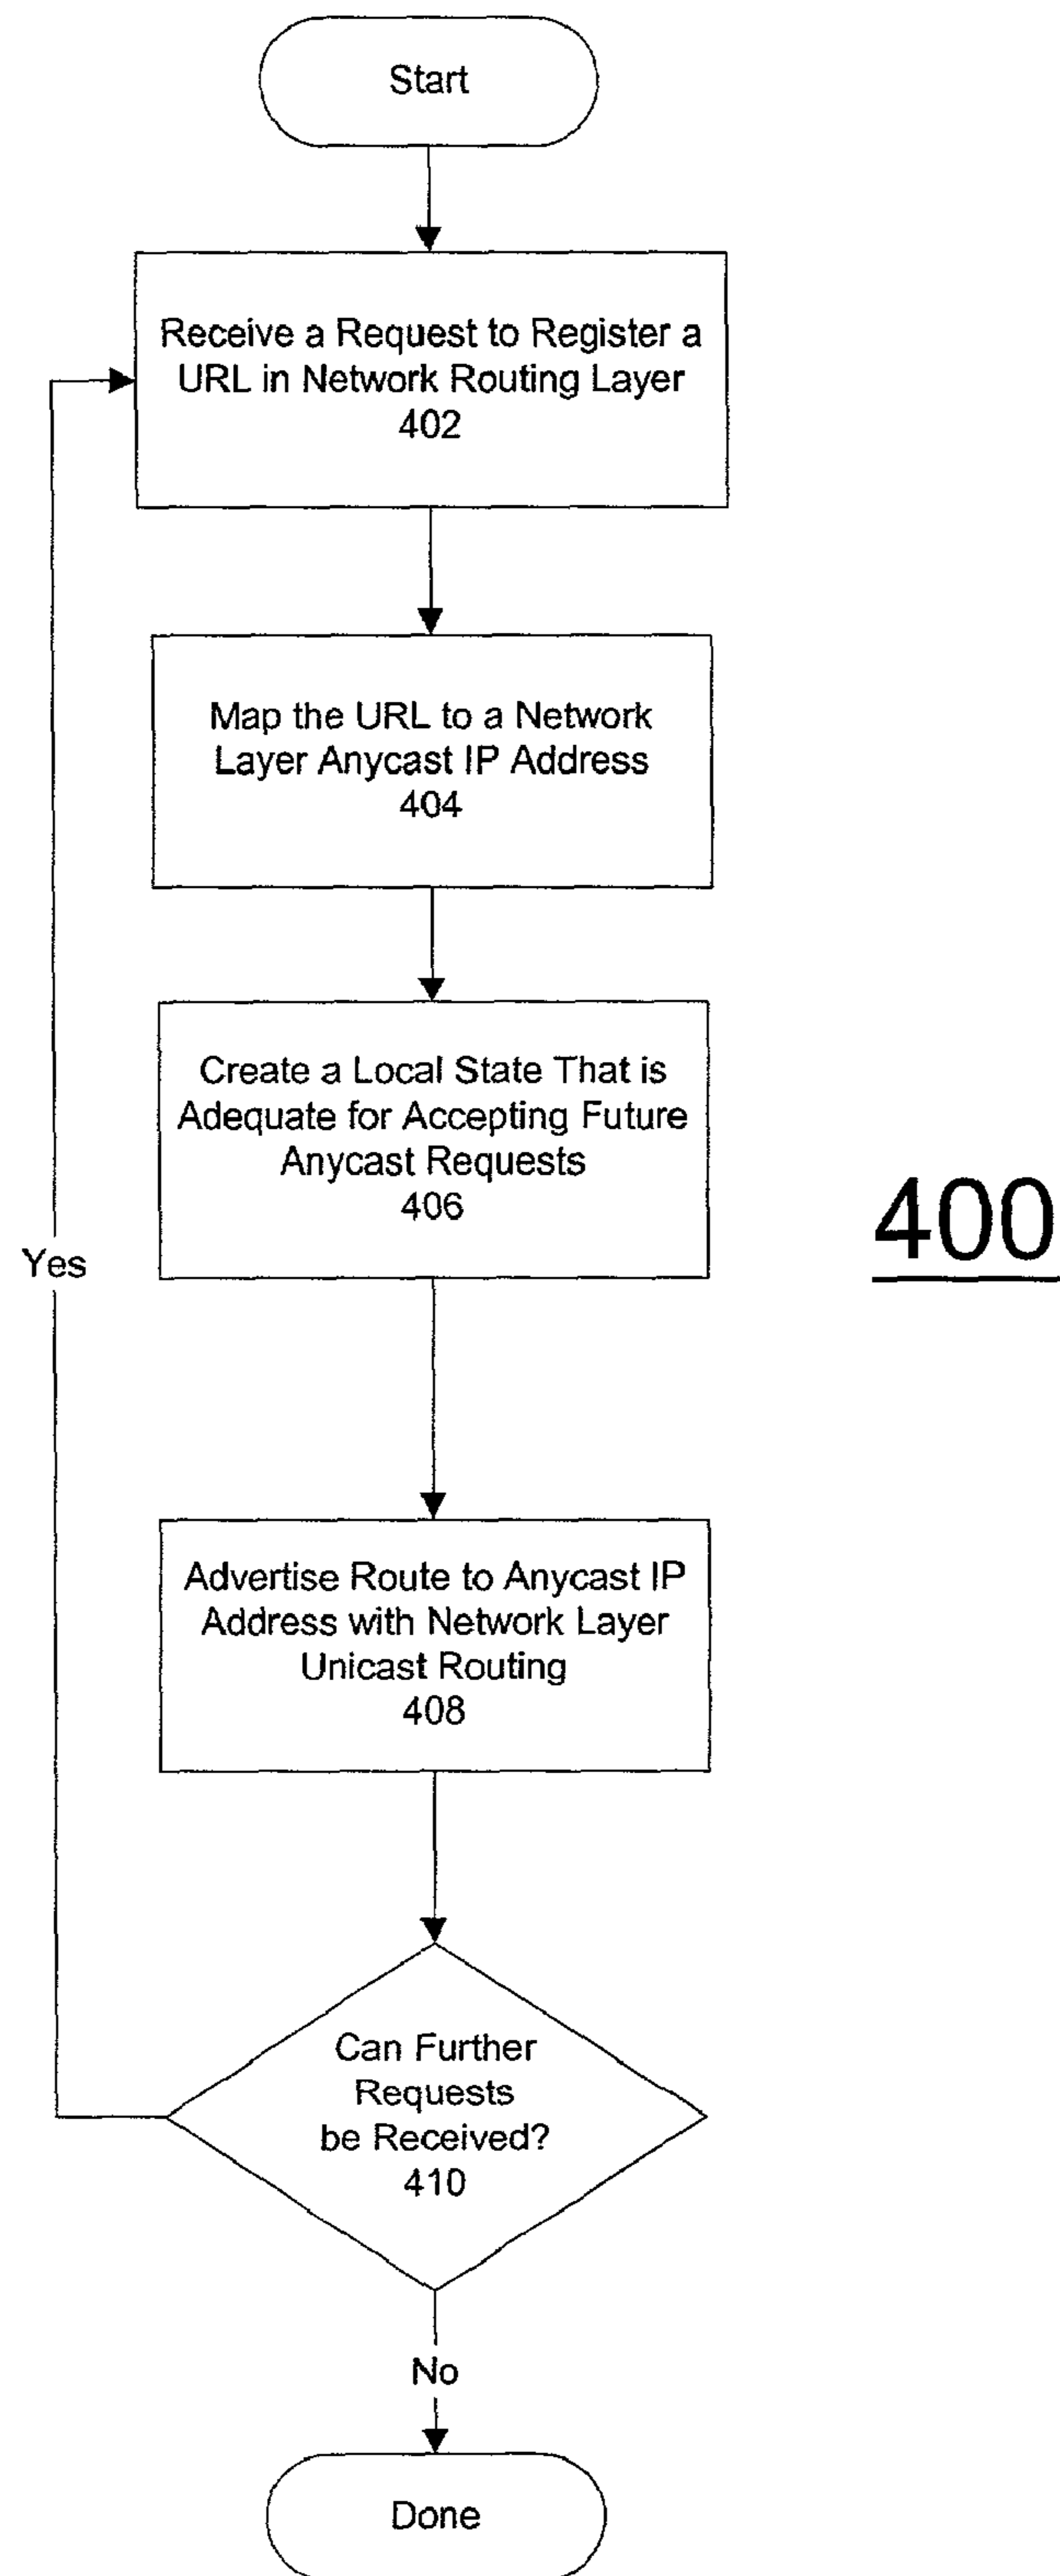 Start
Receive a Request to Register a
URL in Network Routing Layer
402
Map the URL to a Network
Layer Anycast IP Address
404
Create a Local State That is
Adequate for Accepting Future
Anycast Requests
406
400
Yes
Advertise Route to Anycast IP
Address with Network Layer
Unicast Routing
408
Can Further
Requests
be Received?
410
No
Done